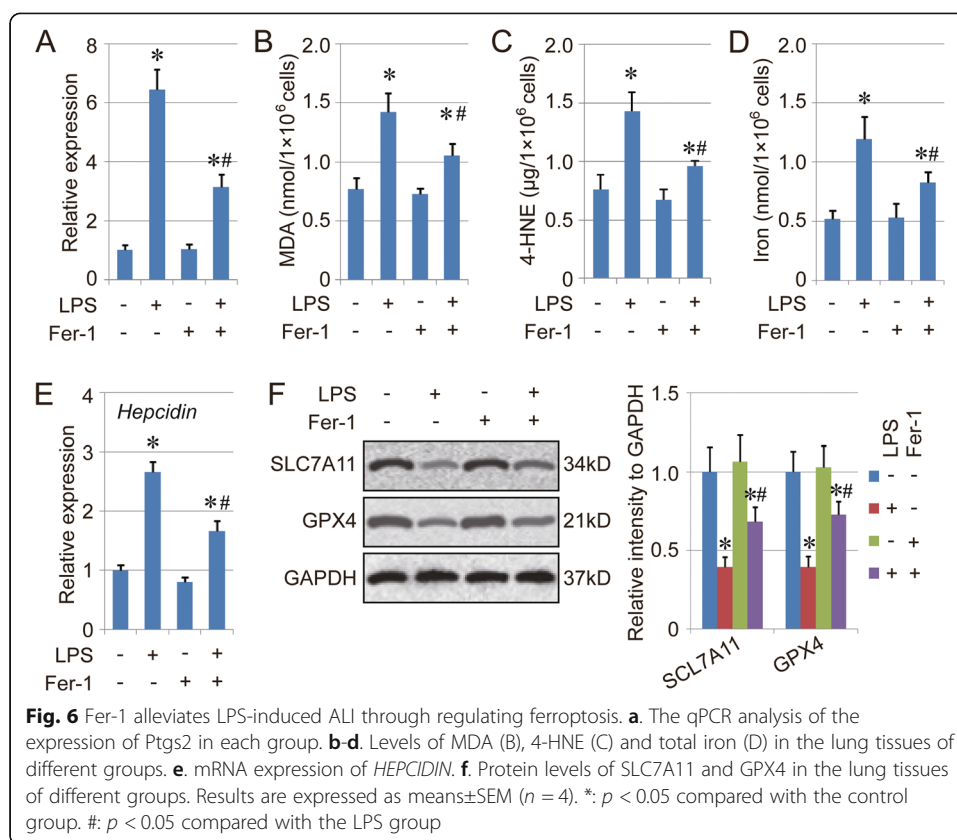 A
Relative expression
8
6
4
2
0
*
*#
LPS - + - +
Fer-1 - - + +
B
MDA (nmol/1×10⁶ cells)
2.0
1.5
1.0
0.5
0
*
*#
LPS - + - +
Fer-1 - - + +
C
4-HNE (μg/1×10⁶ cells)
2.0
1.5
1.0
0.5
0
*
*#
LPS - + - +
Fer-1 - - + +
D
Iron (nmol/1×10⁶ cells)
2.0
1.5
1.0
0.5
0
*
*#
LPS - + - +
Fer-1 - - + +
E
Hepcidin
Relative expression
4
3
2
1
0
*
*#
LPS - + - +
Fer-1 - - + +
F
LPS - + - +
Fer-1 - - + +
SLC7A11 34kD
GPX4 21kD
GAPDH 37kD
Relative intensity to GAPDH
1.5
1.0
0.5
0
*
*#
*
*#
SCL7A11
GPX4
LPS Fer-1
- -
+ -
- +
+ +
Fig. 6 Fer-1 alleviates LPS-induced ALI through regulating ferroptosis. a. The qPCR analysis of the
expression of Ptgs2 in each group. b-d. Levels of MDA (B), 4-HNE (C) and total iron (D) in the lung tissues of
different groups. e. mRNA expression of HEPCIDIN. f. Protein levels of SLC7A11 and GPX4 in the lung tissues
of different groups. Results are expressed as means±SEM (n = 4). *: p < 0.05 compared with the control
group. #: p < 0.05 compared with the LPS group